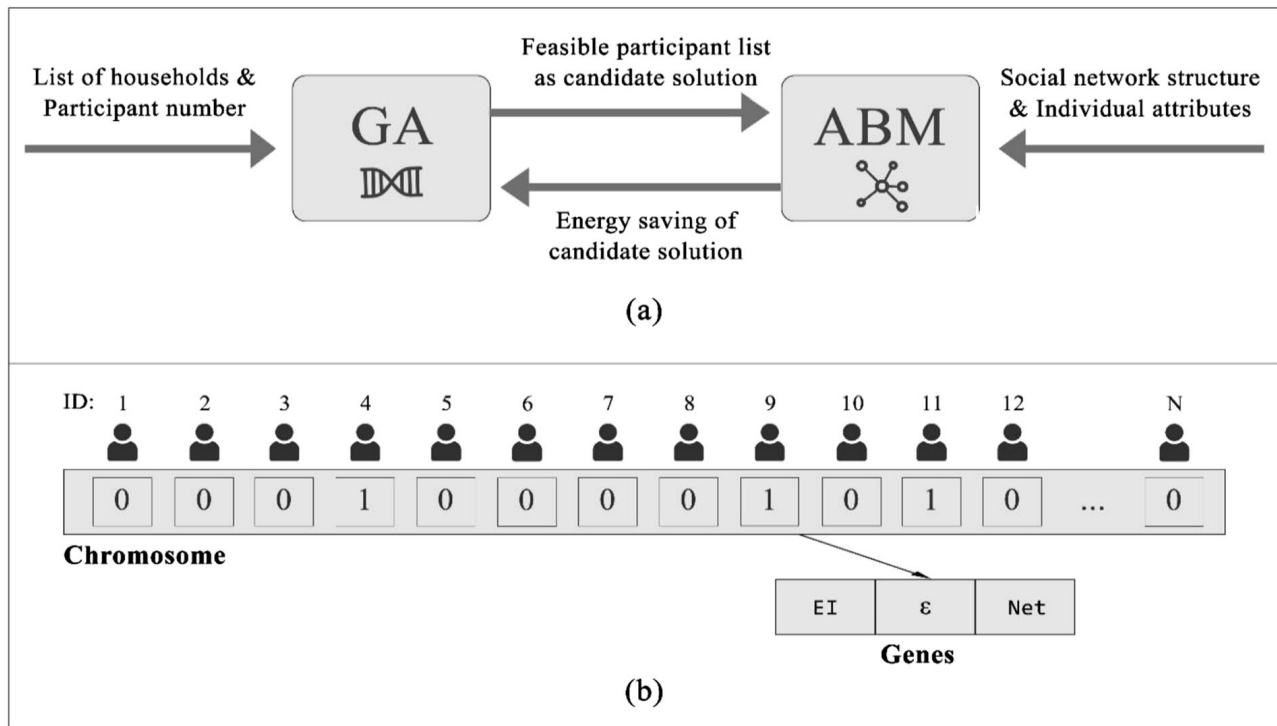 List of households &
Participant number
GA
Feasible participant list
as candidate solution
Energy saving of
candidate solution
ABM
Social network structure
& Individual attributes
(a)
ID: 1 2 3 4 5 6 7 8 9 10 11 12 N
0 0 0 1 0 0 0 0 1 0 1 0 ... 0
Chromosome
EI ε Net
Genes
(b)